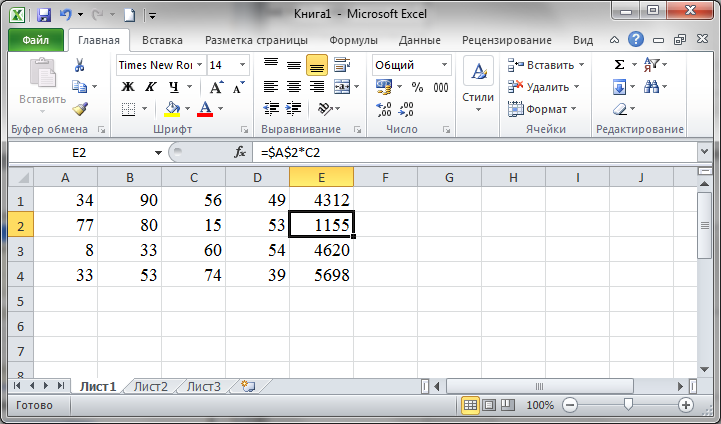 Книга1 - Microsoft Excel
Файл Главная Вставка Разметка страницы Формулы Данные Рецензирование Вид
Вставить
Буфер обмена
Times New Ro 14
Ж К Ч
А А
Шрифт
Выравнивание
Общий
% 000
Число
Стили
Вставить
Удалить
Формат
Ячейки
Σ
Редактирование
E2 fx =$A$2*C2
A B C D E F G H I J
1 34 90 56 49 4312
2 77 80 15 53 1155
3 8 33 60 54 4620
4 33 53 74 39 5698
5
6
7
8
Лист1 Лист2 Лист3
Готово 100%